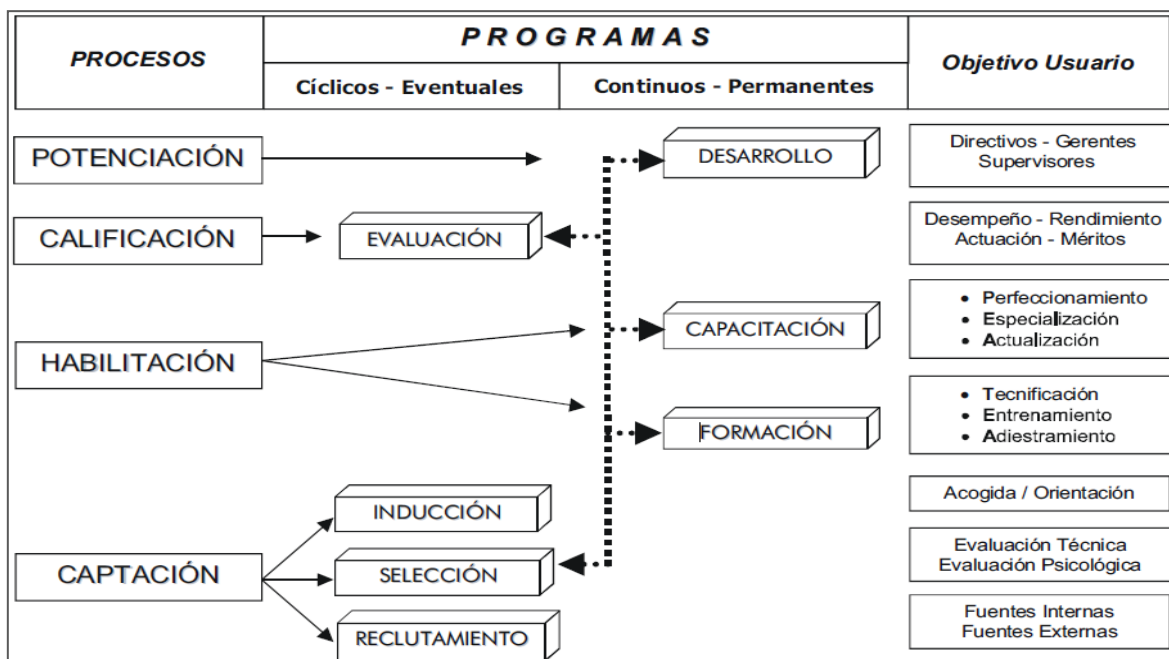 PROCESOS
PROGRAMAS
Cíclicos - Eventuales
Continuos - Permanentes
Objetivo Usuario
POTENCIACIÓN
DESARROLLO
Directivos - Gerentes
Supervisores
CALIFICACIÓN
EVALUACIÓN
Desempeño - Rendimiento
Actuación - Méritos
HABILITACIÓN
CAPACITACIÓN
• Perfeccionamiento
• Especialización
• Actualización
FORMACIÓN
• Tecnificación
• Entrenamiento
• Adiestramiento
CAPTACIÓN
INDUCCIÓN
Acogida / Orientación
SELECCIÓN
Evaluación Técnica
Evaluación Psicológica
RECLUTAMIENTO
Fuentes Internas
Fuentes Externas